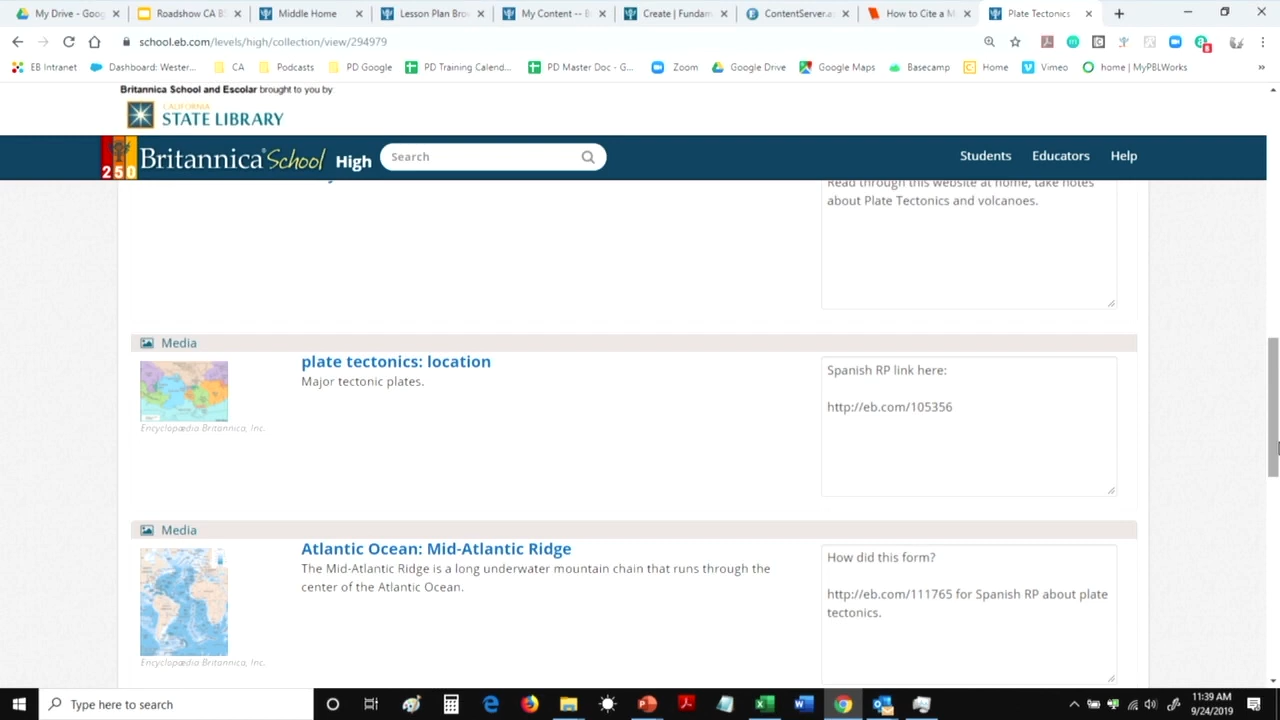 My Drive - Goog
Roadshow CA BS
Middle Home
Lesson Plan Bro
My Content -- B
Create | Fundam
ContentServer.a
How to Cite a M
Plate Tectonics
school.eb.com/levels/high/collection/view/294979
EB Intranet
Dashboard: Wester...
CA
Podcasts
PD Google
PD Training Calend...
PD Master Doc - G...
Zoom
Google Drive
Google Maps
Basecamp
Home
Vimeo
home | MyPBLWorks
»
Britannica School and Escolar brought to you by
CALIFORNIA
STATE LIBRARY
250
Britannica School High
Search
Students
Educators
Help
Read through this website at home, take notes
about Plate Tectonics and volcanoes.
Media
plate tectonics: location
Major tectonic plates.
Encyclopædia Britannica, Inc.
Spanish RP link here:
http://eb.com/105356
Media
Atlantic Ocean: Mid-Atlantic Ridge
The Mid-Atlantic Ridge is a long underwater mountain chain that runs through the
center of the Atlantic Ocean.
Encyclopædia Britannica, Inc.
How did this form?
http://eb.com/111765 for Spanish RP about plate
tectonics.
Type here to search
11:39 AM
9/24/2019